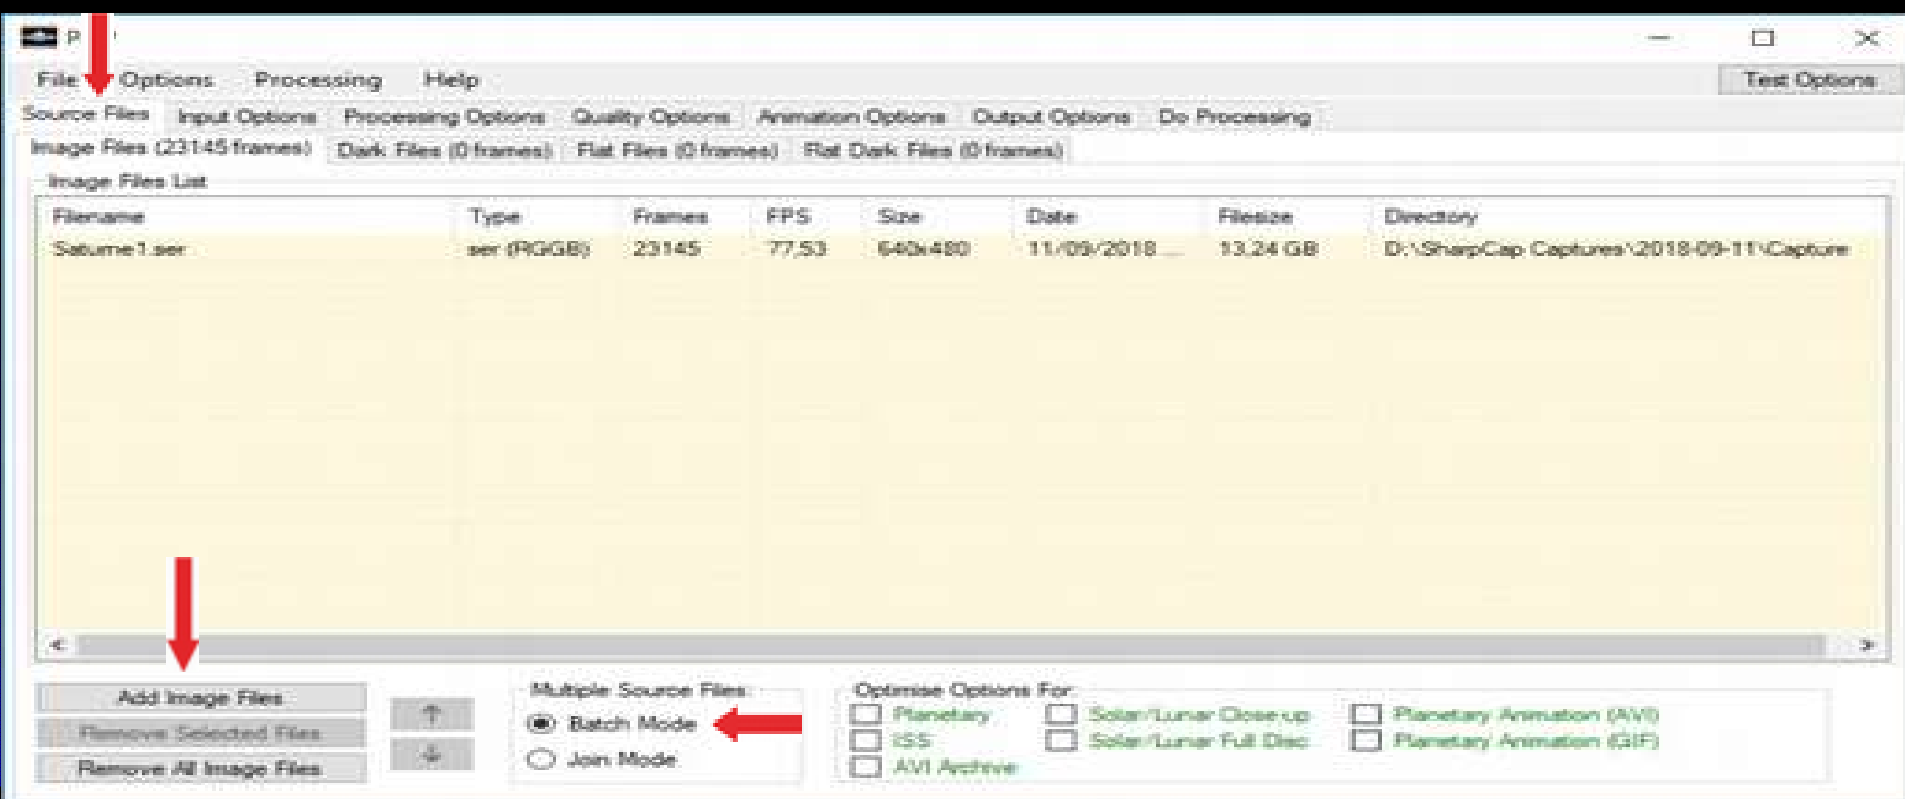 File Options Processing Help Test Options
Source Files Input Options Processing Options Quality Options Animation Options Output Options Do Processing
Image Files (23145 frames) Dark Files (0 frames) Flat Files (0 frames) Flat Dark Files (0 frames)
Image Files List
Filename Type Frames FPS Size Date Filesize Directory
Saturne1.ser ser (RGGB) 23145 77,53 640x480 11/09/2018 ... 13,24 GB D:\SharpCap Captures\2018-09-11\Capture
Add Image Files
Remove Selected Files
Remove All Image Files
Multiple Source Files
Batch Mode
Join Mode
Optimise Options For
Planetary Solar/Lunar Close-up Planetary Animation (AVI)
ISS Solar/Lunar Full Disc Planetary Animation (GIF)
AVI Archive